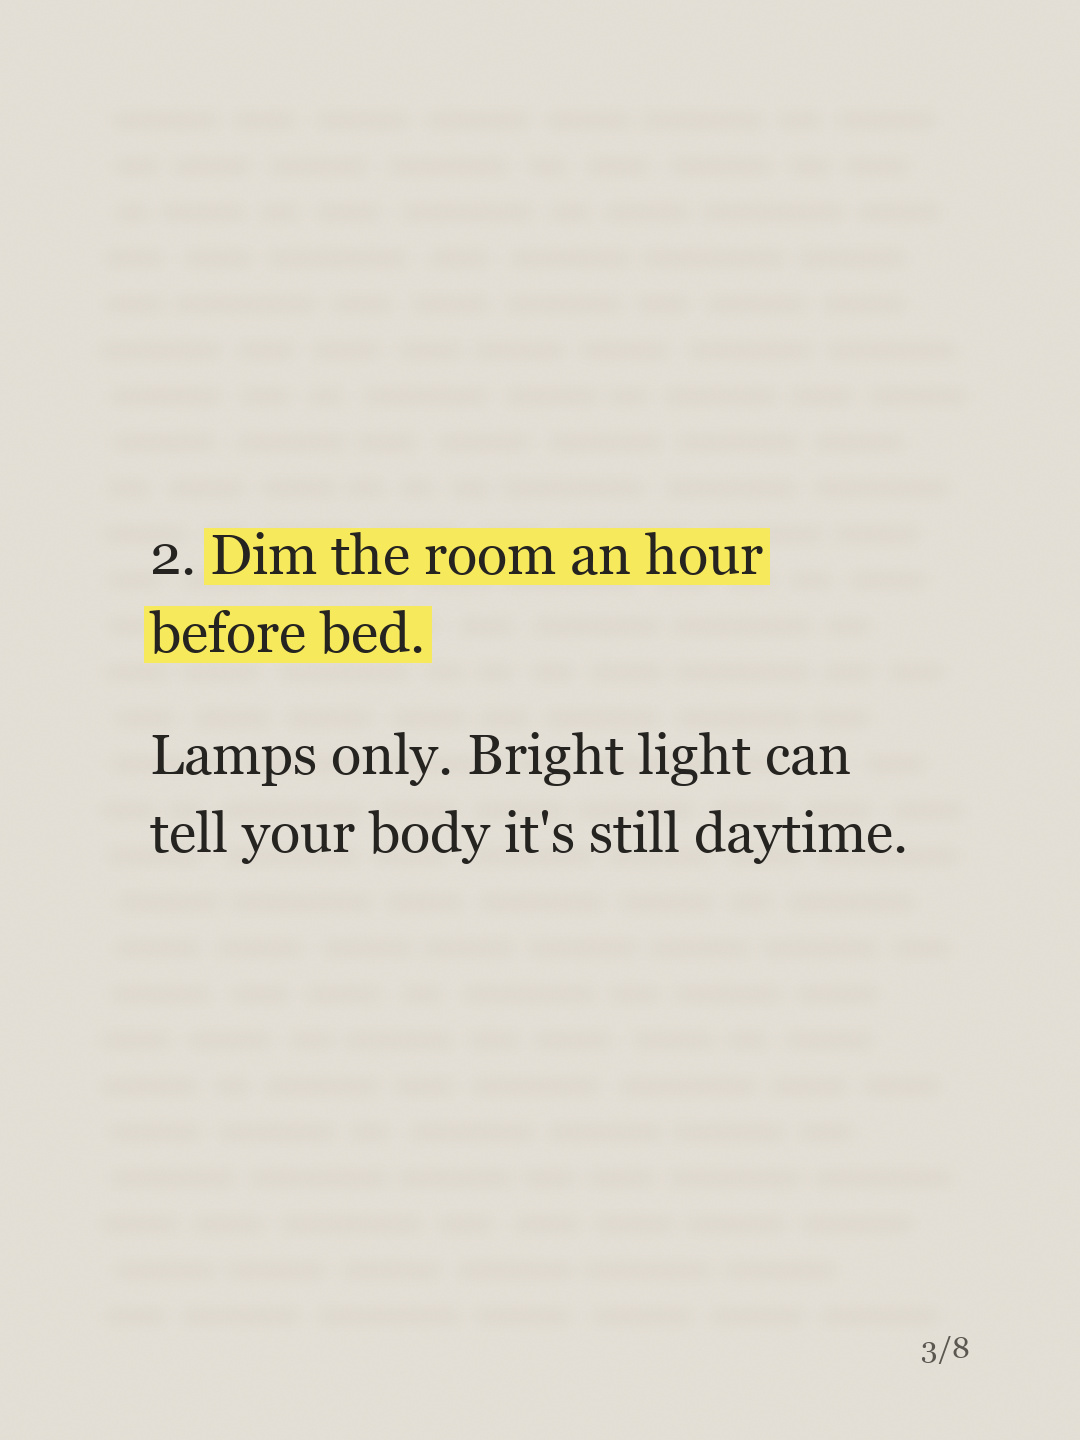 2. Dim the room an hour
before bed.
Lamps only. Bright light can
tell your body it's still daytime.
3/8